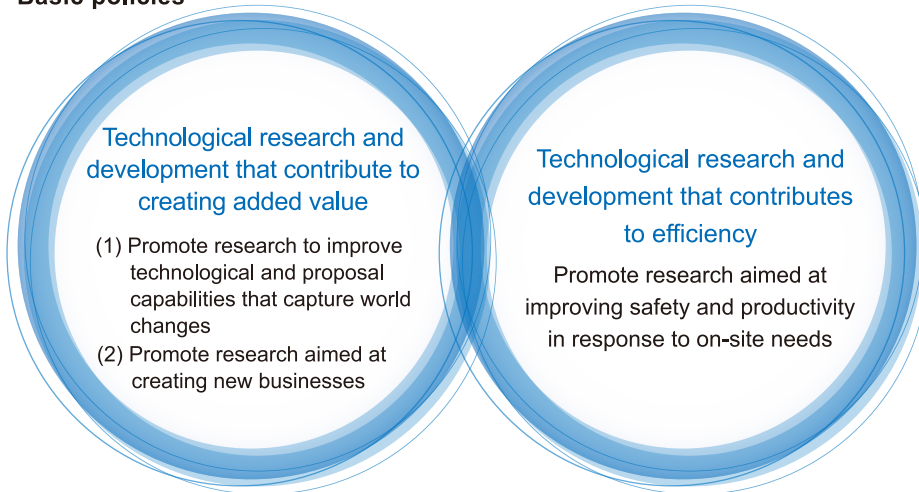 Basic policies
Technological research and
development that contribute to
creating added value
(1) Promote research to improve
technological and proposal
capabilities that capture world
changes
(2) Promote research aimed at
creating new businesses
Technological research and
development that contributes
to efficiency
Promote research aimed at
improving safety and productivity
in response to on-site needs